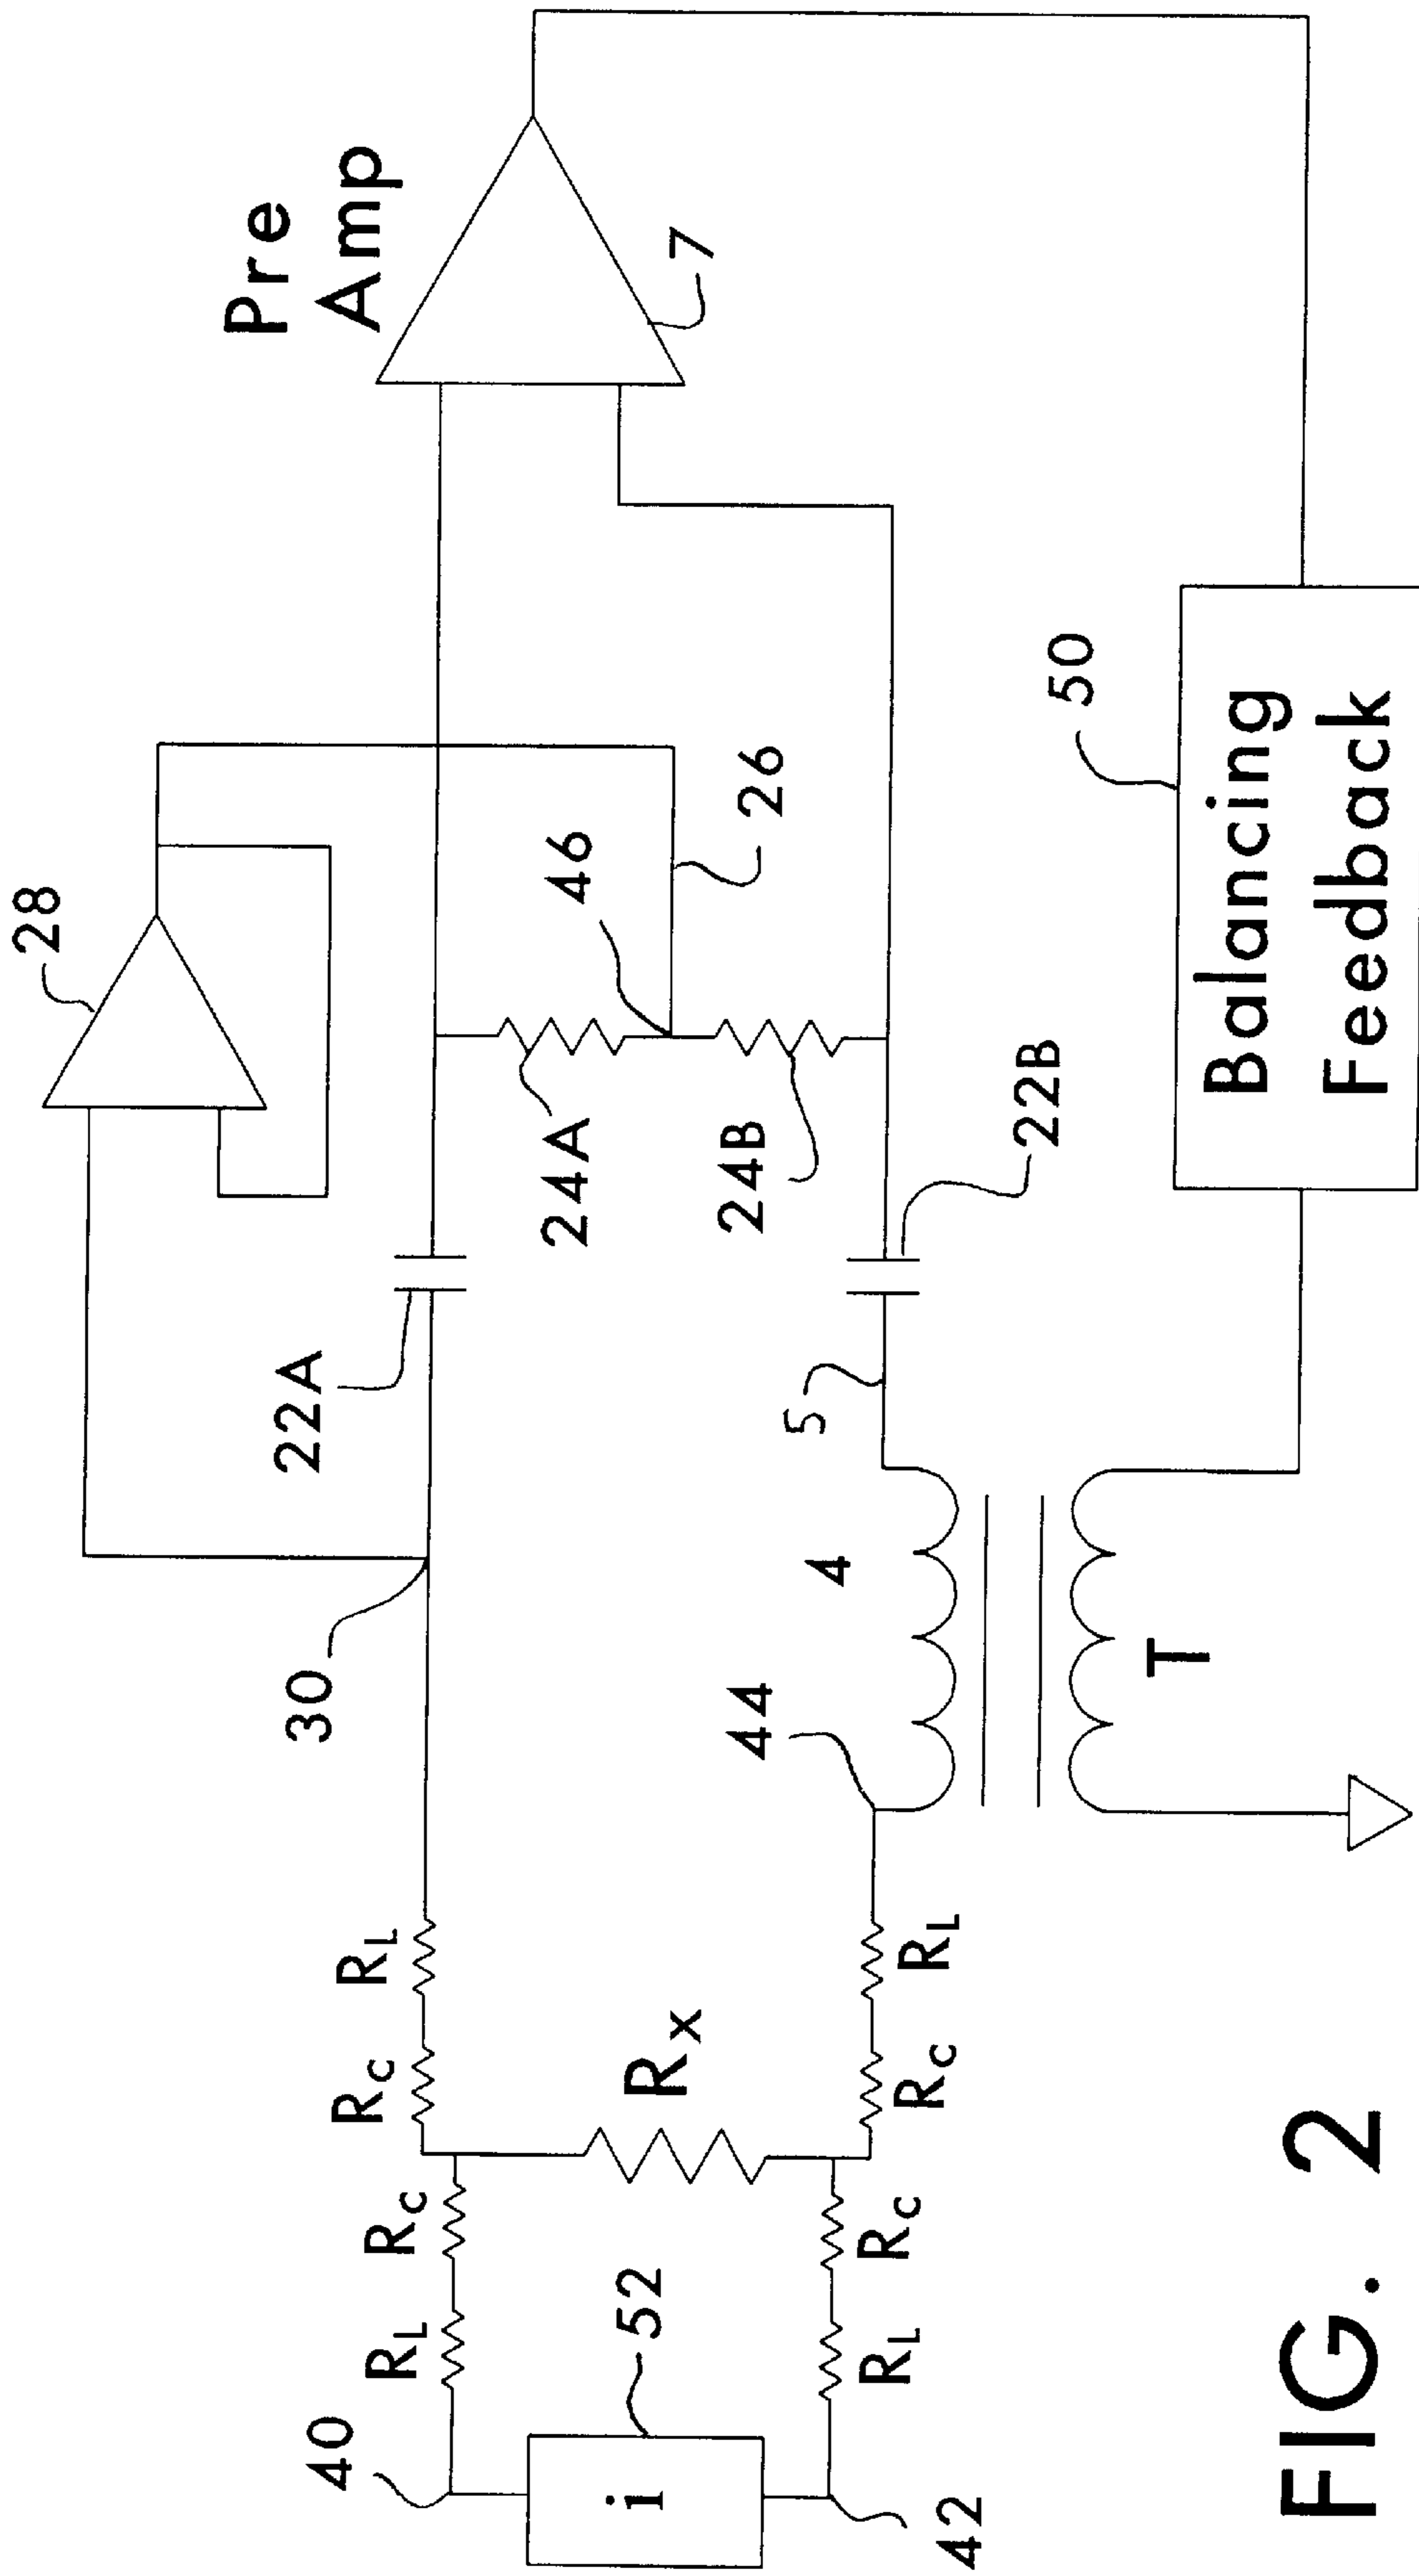 28
Pre
Amp
7
30
22A
24A
46
26
R_L
R_C
R_C
R_L
40
i
52
R_X
24B
5
22B
50
Balancing
Feedback
44
4
T
R_L
R_C
R_C
R_L
42
FIG. 2